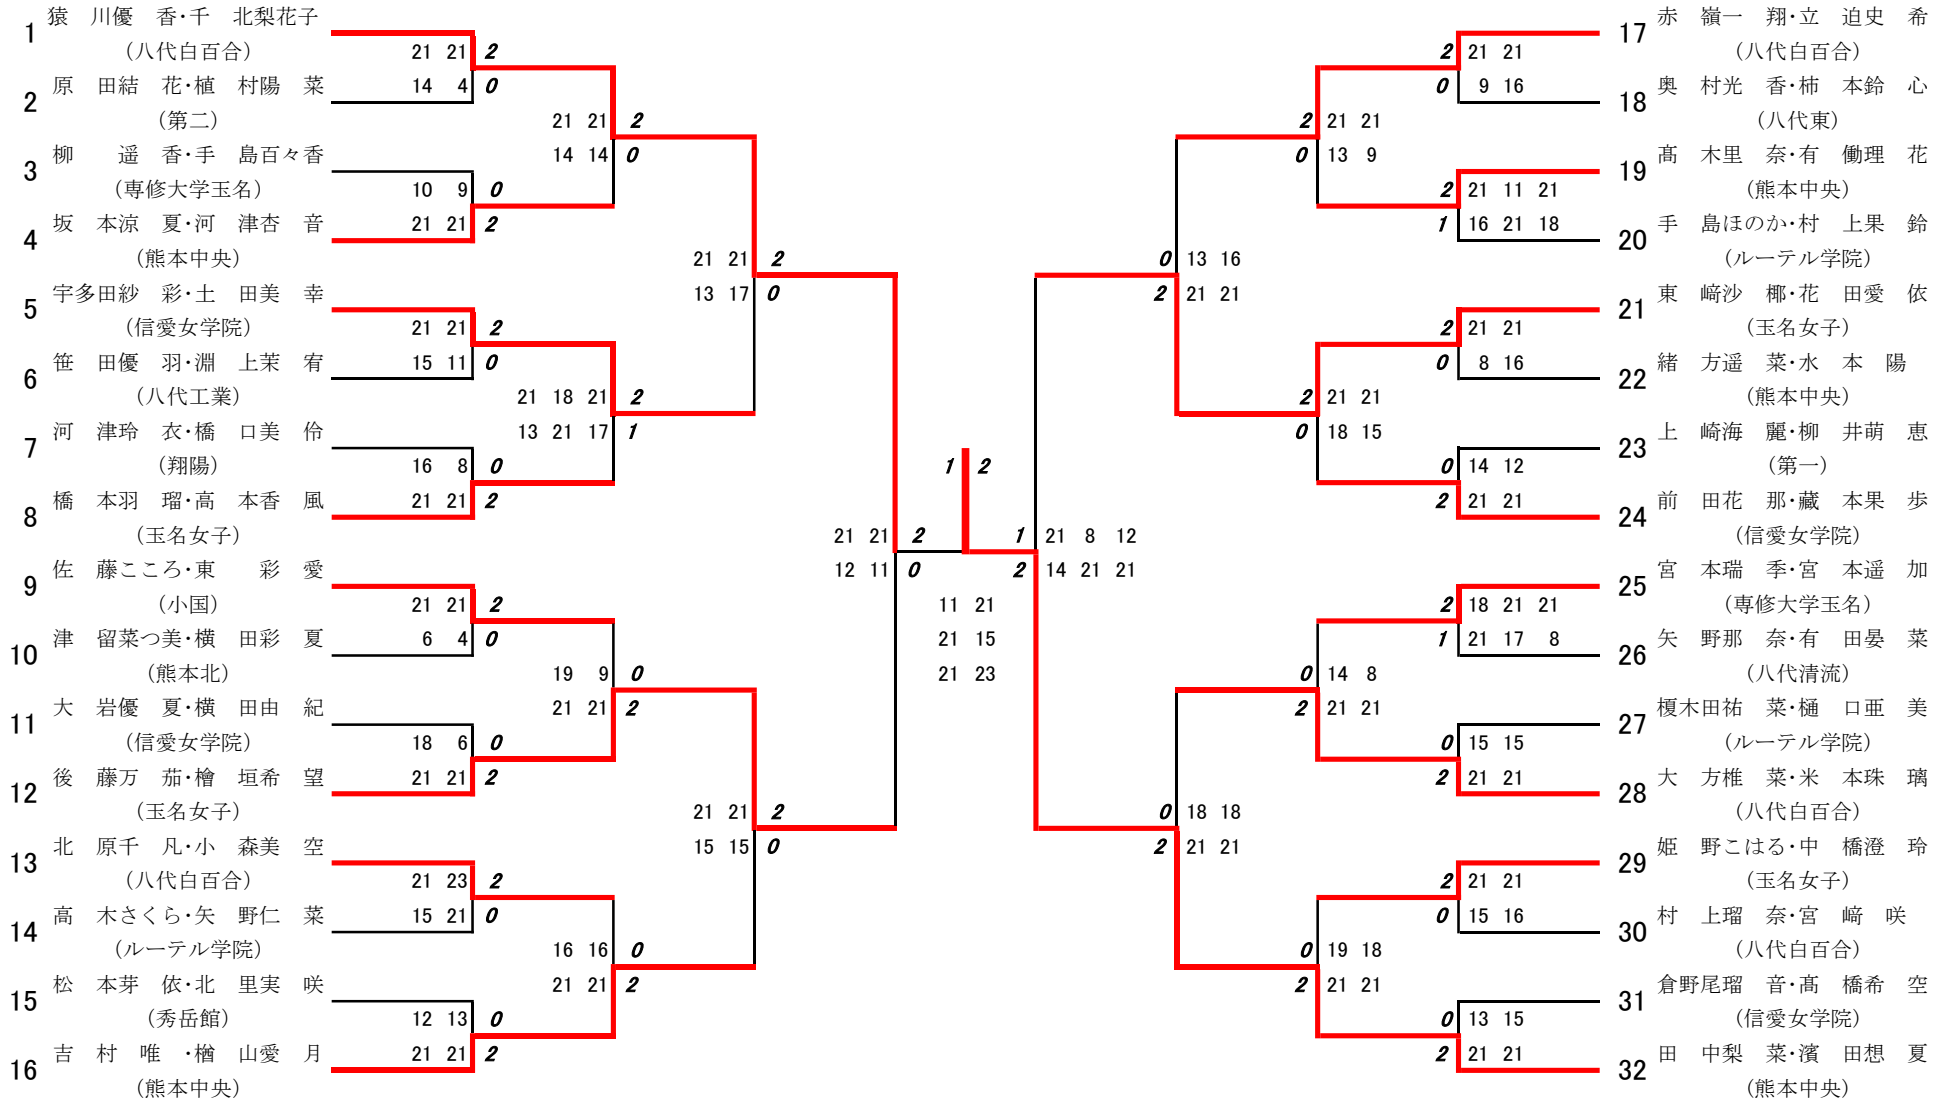 1 猿 川優 香･千 北梨花子
(八代白百合)
21 21 2
14 4 0
2 原 田結 花･植 村陽 菜
(第二)
21 21 2
14 14 0
3 柳 遥 香･手 島百々香
(専修大学玉名)
10 9 0
21 21 2
4 坂 本涼 夏･河 津杏 音
(熊本中央)
21 21 2
13 17 0
5 宇多田紗 彩･土 田美 幸
(信愛女学院)
21 21 2
15 11 0
6 笹 田優 羽･淵 上茉 宥
(八代工業)
21 18 21 2
13 21 17 1
7 河 津玲 衣･橋 口美 伶
(翔陽)
16 8 0
21 21 2
8 橋 本羽 瑠･高 本香 風
(玉名女子)
21 21 2
12 11 0
9 佐 藤こころ･東 彩 愛
(小国)
21 21 2
6 4 0
10 津 留菜つ美･横 田彩 夏
(熊本北)
19 9 0
21 21 2
11 大 岩優 夏･横 田由 紀
(信愛女学院)
18 6 0
21 21 2
12 後 藤万 茄･檜 垣希 望
(玉名女子)
21 21 2
15 15 0
13 北 原千 凡･小 森美 空
(八代白百合)
21 23 2
15 21 0
14 高 木さくら･矢 野仁 菜
(ルーテル学院)
16 16 0
21 21 2
15 松 本芽 依･北 里実 咲
(秀岳館)
12 13 0
21 21 2
16 吉 村 唯 ･楢 山愛 月
(熊本中央)
1 2
11 21
21 15
21 23
17 赤 嶺一 翔･立 迫史 希
(八代白百合)
2 21 21
0 9 16
18 奥 村光 香･柿 本鈴 心
(八代東)
2 21 21
0 13 9
19 髙 木里 奈･有 働理 花
(熊本中央)
2 21 11 21
1 16 21 18
20 手 島ほのか･村 上果 鈴
(ルーテル学院)
0 13 16
2 21 21
21 東 﨑沙 椰･花 田愛 依
(玉名女子)
2 21 21
0 8 16
22 緒 方遥 菜･水 本 陽
(熊本中央)
2 21 21
0 18 15
23 上 崎海 麗･柳 井萌 恵
(第一)
0 14 12
2 21 21
24 前 田花 那･藏 本果 歩
(信愛女学院)
1 21 8 12
2 14 21 21
25 宮 本瑞 季･宮 本遥 加
(専修大学玉名)
2 18 21 21
1 21 17 8
26 矢 野那 奈･有 田晏 菜
(八代清流)
0 14 8
2 21 21
27 榎木田祐 菜･樋 口亜 美
(ルーテル学院)
0 15 15
2 21 21
28 大 方椎 菜･米 本珠 璃
(八代白百合)
0 18 18
2 21 21
29 姫 野こはる･中 橋澄 玲
(玉名女子)
2 21 21
0 15 16
30 村 上瑠 奈･宮 﨑 咲
(八代白百合)
0 19 18
2 21 21
31 倉野尾瑠 音･髙 橋希 空
(信愛女学院)
0 13 15
2 21 21
32 田 中梨 菜･濱 田想 夏
(熊本中央)